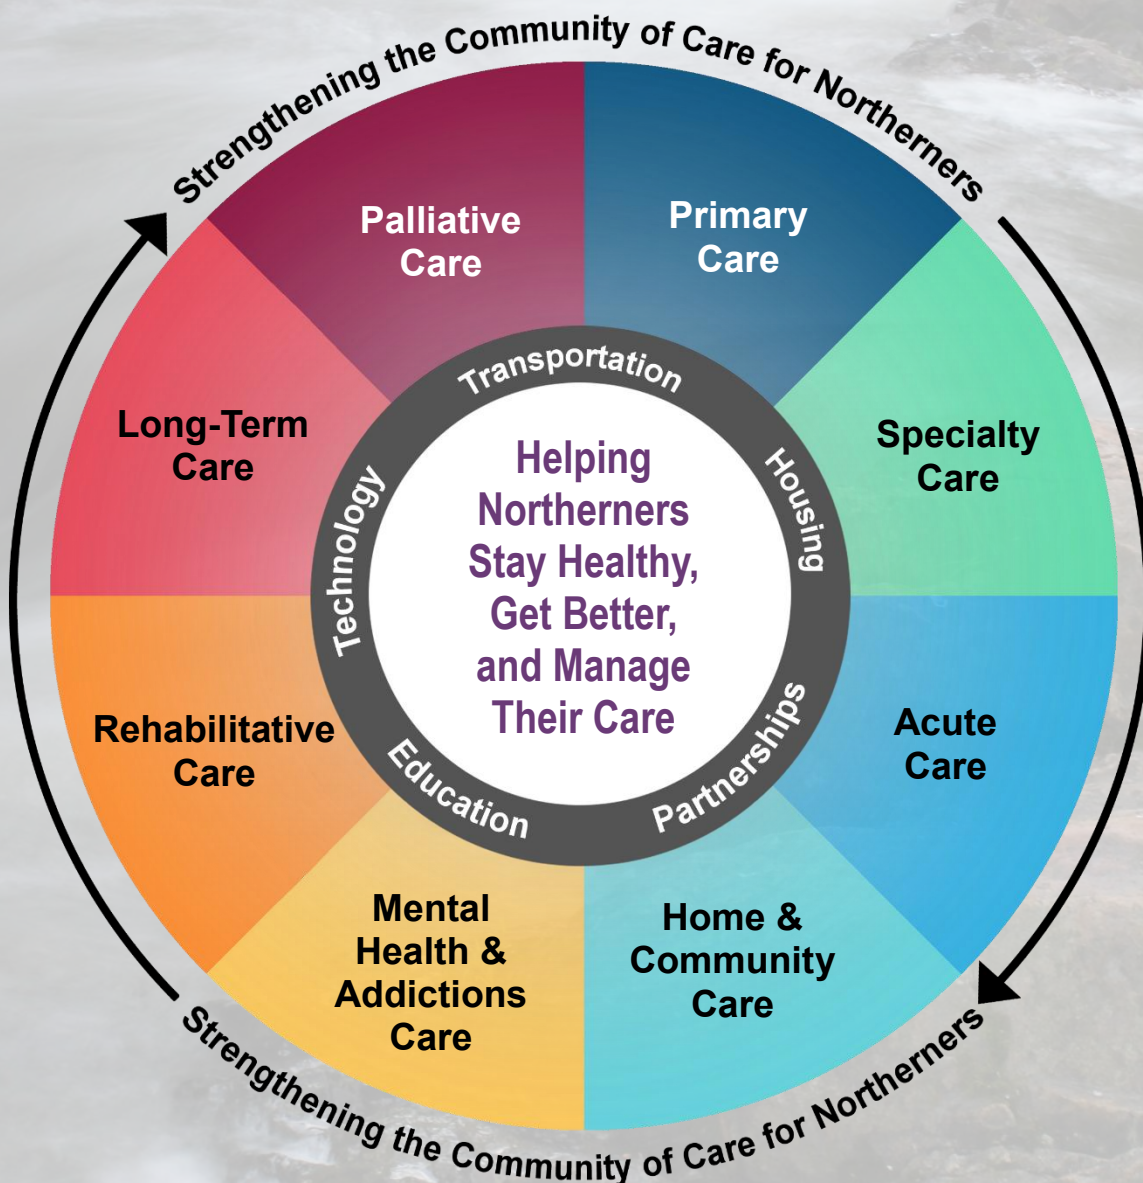 Strengthening the Community of Care for Northerners
Palliative
Care
Primary
Care
Specialty
Care
Acute
Care
Home &
Community
Care
Mental
Health &
Addictions
Care
Rehabilitative
Care
Long-Term
Care
Transportation
Housing
Partnerships
Education
Technology
Helping
Northerners
Stay Healthy,
Get Better,
and Manage
Their Care
Strengthening the Community of Care for Northerners